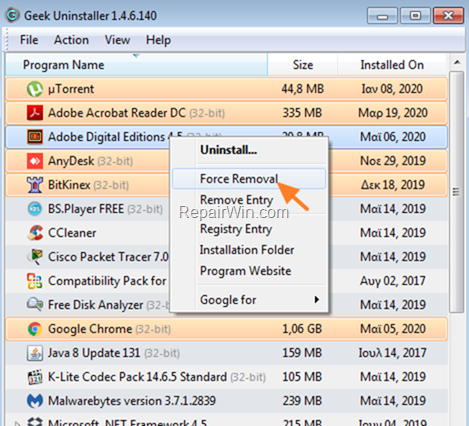 Geek Uninstaller 1.4.6.140
File Action View Help
Program Name Size Installed On
µTorrent 44,8 MB Ιαν 08, 2020
Adobe Acrobat Reader DC (32-bit) 335 MB Μαρ 19, 2020
Adobe Digital Editions 4.5 29,8 MB Μαϊ 06, 2020
AnyDesk (32-bit) Νοε 29, 2019
BitKinex (32-bit) Δεκ 18, 2019
BS.Player FREE (32-bit) Μαϊ 14, 2019
CCleaner Μαϊ 14, 2019
Cisco Packet Tracer 7.0 Μαϊ 14, 2019
Compatibility Pack for Αυγ 02, 2017
Free Disk Analyzer (32-bit) Μαϊ 14, 2019
Google Chrome (32-bit) 1,06 GB Μαϊ 05, 2020
Java 8 Update 131 (32-bit) 159 MB Ιουλ 14, 2017
K-Lite Codec Pack 14.6.5 Standard (32-bit) 105 MB Μαϊ 14, 2019
Malwarebytes version 3.7.1.2839 239 MB Μαϊ 14, 2019
Microsoft .NET Framework 4.5 215 MB Ιουν 04, 2019
Uninstall...
Force Removal
Remove Entry
Registry Entry
Installation Folder
Program Website
Google for
RepairWin.com